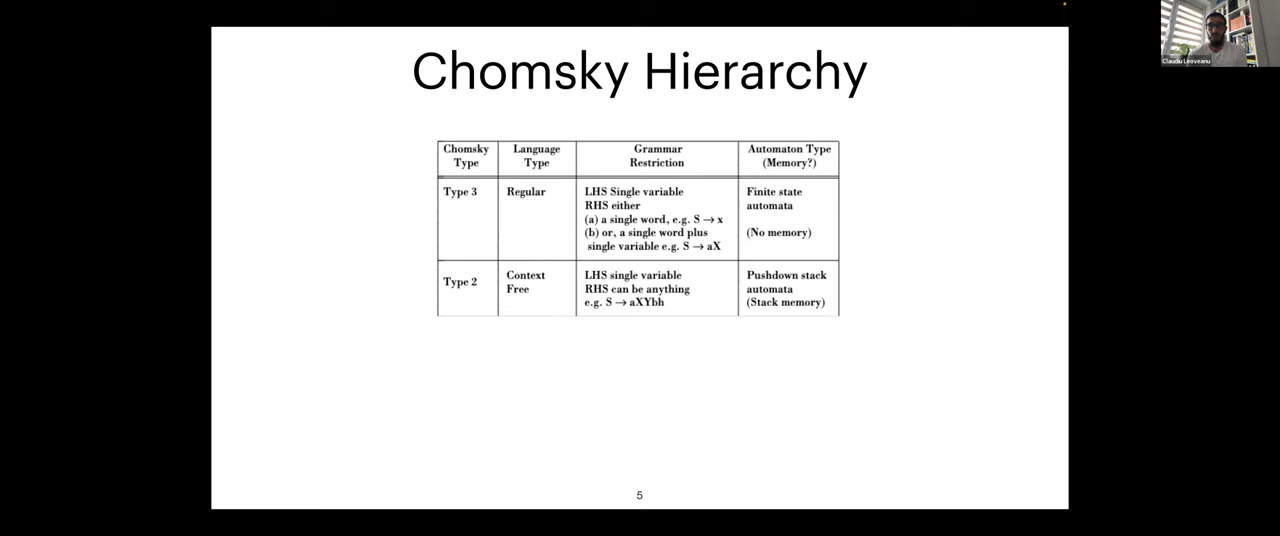 Chomsky Hierarchy
Chomsky
Type
Language
Type
Grammar
Restriction
Automaton Type
(Memory?)
Type 3
Regular
LHS Single variable
RHS either
(a) a single word, e.g. S → x
(b) or, a single word plus
single variable e.g. S → aX
Finite state
automata
(No memory)
Type 2
Context
Free
LHS single variable
RHS can be anything
e.g. S → aXYbh
Pushdown stack
automata
(Stack memory)
5
Claudiu Leoveanu